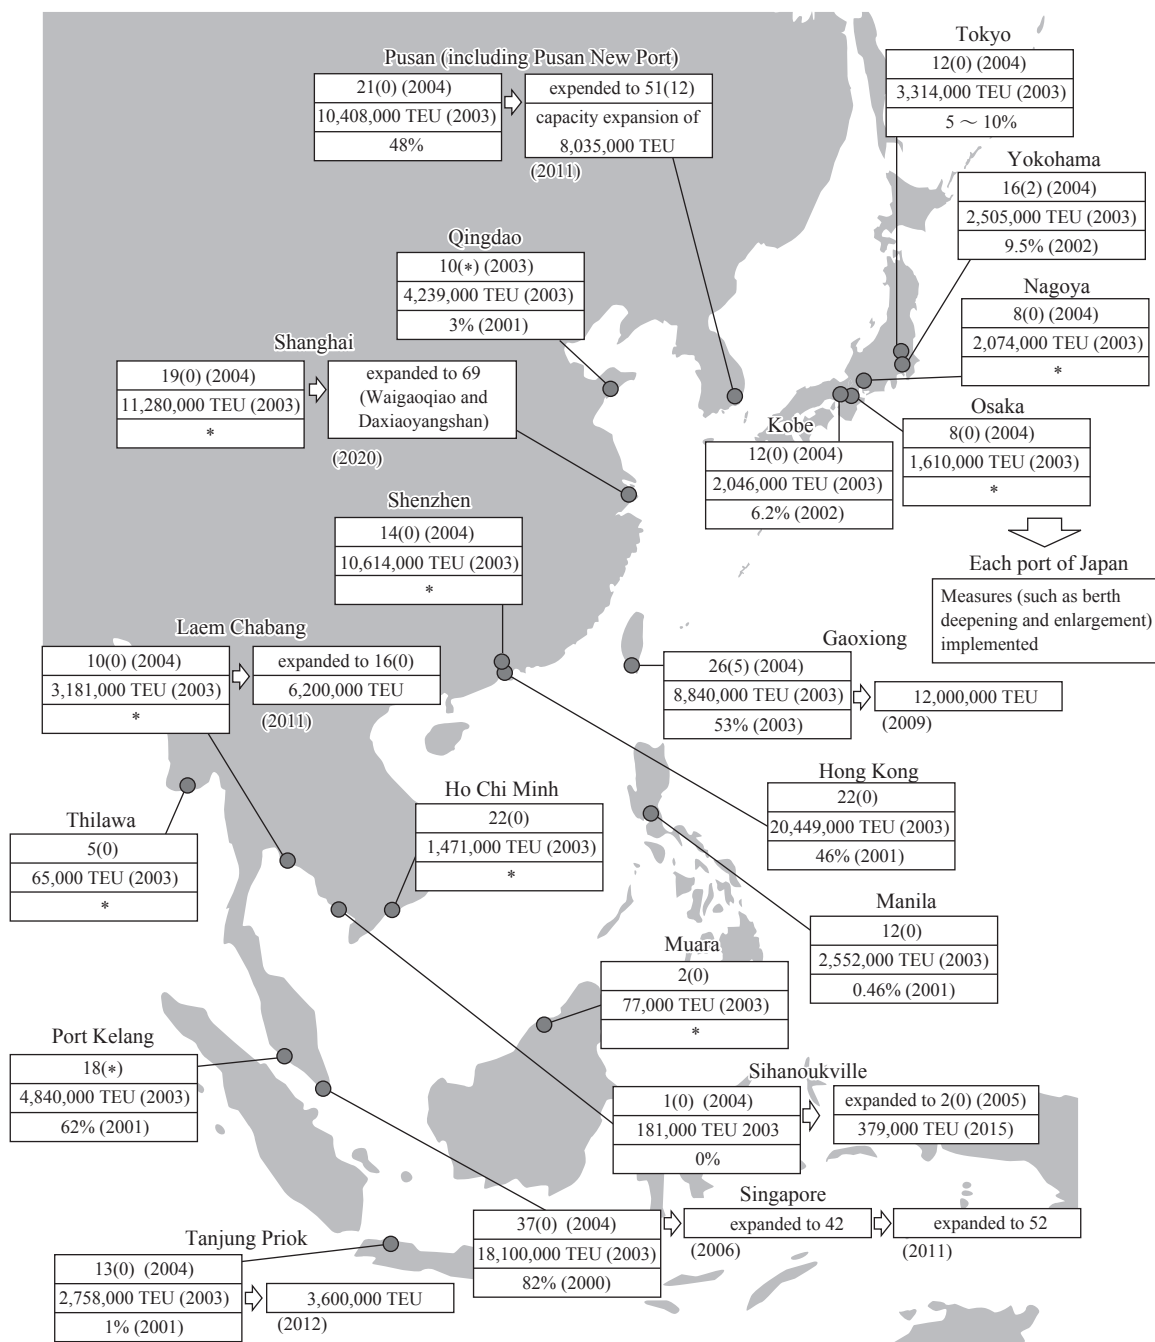 Pusan (including Pusan New Port)
21(0) (2004)
10,408,000 TEU (2003)
48%
expended to 51(12)
capacity expansion of
8,035,000 TEU
(2011)
Tokyo
12(0) (2004)
3,314,000 TEU (2003)
5 ～ 10%
Yokohama
16(2) (2004)
2,505,000 TEU (2003)
9.5% (2002)
Qingdao
10(*) (2003)
4,239,000 TEU (2003)
3% (2001)
Nagoya
8(0) (2004)
2,074,000 TEU (2003)
*
Shanghai
19(0) (2004)
11,280,000 TEU (2003)
*
expanded to 69
(Waigaoqiao and
Daxiaoyangshan)
(2020)
Kobe
12(0) (2004)
2,046,000 TEU (2003)
6.2% (2002)
Osaka
8(0) (2004)
1,610,000 TEU (2003)
*
Shenzhen
14(0) (2004)
10,614,000 TEU (2003)
*
Each port of Japan
Measures (such as berth
deepening and enlargement)
implemented
Laem Chabang
10(0) (2004)
3,181,000 TEU (2003)
*
expanded to 16(0)
6,200,000 TEU
(2011)
Gaoxiong
26(5) (2004)
8,840,000 TEU (2003)
53% (2003)
12,000,000 TEU
(2009)
Hong Kong
22(0)
20,449,000 TEU (2003)
46% (2001)
Thilawa
5(0)
65,000 TEU (2003)
*
Ho Chi Minh
22(0)
1,471,000 TEU (2003)
*
Manila
12(0)
2,552,000 TEU (2003)
0.46% (2001)
Muara
2(0)
77,000 TEU (2003)
*
Port Kelang
18(*)
4,840,000 TEU (2003)
62% (2001)
Sihanoukville
1(0) (2004)
181,000 TEU 2003
0%
expanded to 2(0) (2005)
379,000 TEU (2015)
Singapore
37(0) (2004)
18,100,000 TEU (2003)
82% (2000)
expanded to 42
(2006)
expanded to 52
(2011)
Tanjung Priok
13(0) (2004)
2,758,000 TEU (2003)
1% (2001)
3,600,000 TEU
(2012)